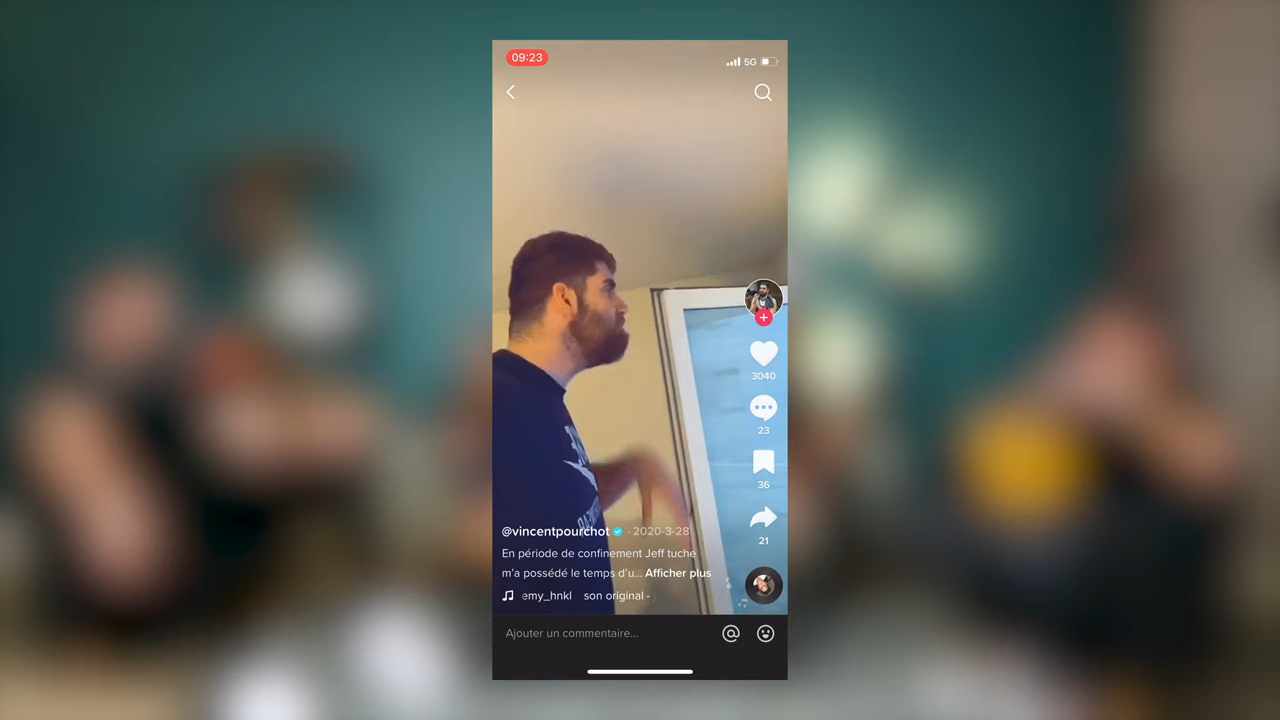 09:23
5G
3040
23
36
@vincentpourchot · 2020-3-28
21
En période de confinement Jeff tuche
m'a possédé le temps d'u... Afficher plus
emy_hnkl son original -
Ajouter un commentaire...